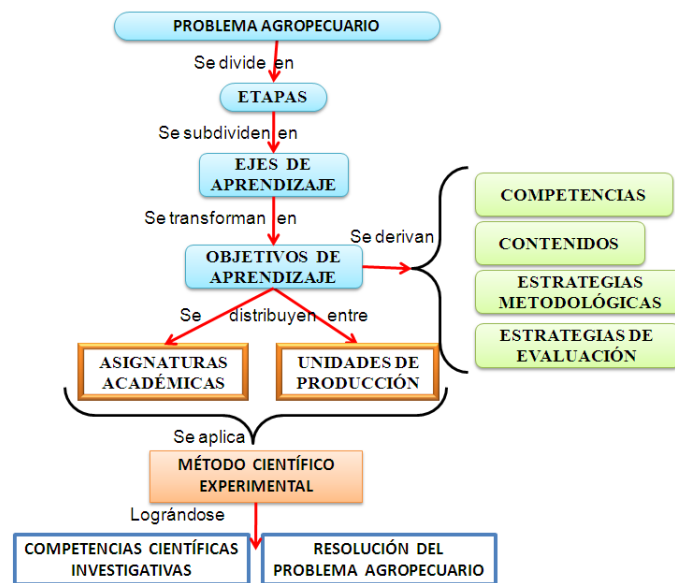 PROBLEMA AGROPECUARIO
Se divide en
ETAPAS
Se subdividen en
EJES DE
APRENDIZAJE
Se transforman en
OBJETIVOS DE
APRENDIZAJE
Se derivan
COMPETENCIAS
CONTENIDOS
ESTRATEGIAS
METODOLÓGICAS
ESTRATEGIAS DE
EVALUACIÓN
Se distribuyen entre
ASIGNATURAS
ACADÉMICAS
UNIDADES DE
PRODUCCIÓN
Se aplica
MÉTODO CIENTÍFICO
EXPERIMENTAL
Lográndose
COMPETENCIAS CIENTÍFICAS
INVESTIGATIVAS
RESOLUCIÓN DEL
PROBLEMA AGROPECUARIO